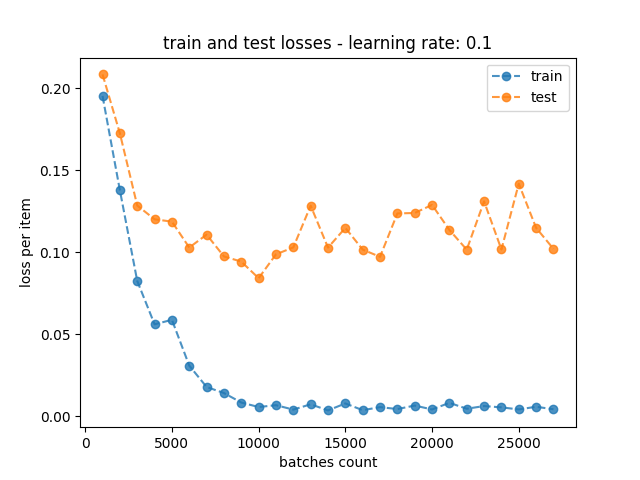 train and test losses - learning rate: 0.1
train
test
loss per item
0.20
0.15
0.10
0.05
0.00
0 5000 10000 15000 20000 25000
batches count